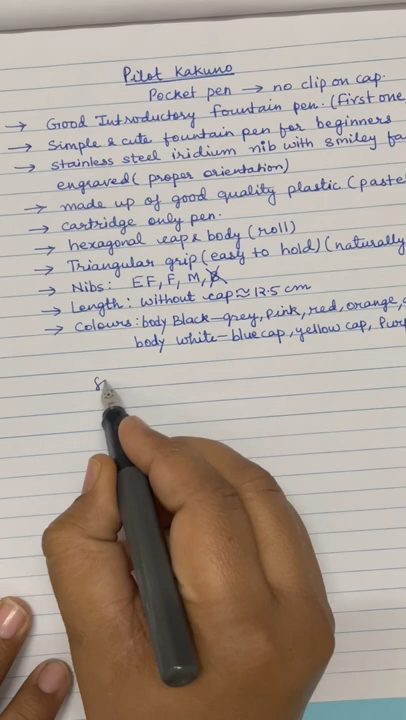 Pilot Kakuno
Pocket pen → no clip on cap.
→ Good Introductory fountain pen. (First one
→ Simple & cute fountain pen for beginners
→ stainless steel iridium nib with smiley fa
engraved (proper orientation)
→ made up of good quality plastic (paste
→ cartridge only pen.
→ hexagonal cap & body (roll)
→ Triangular grip (easy to hold) (naturally
→ Nibs: EF, F, M, B
→ Length: without cap ≈ 12.5 cm
→ Colours: body Black - grey, pink, red, orange,
body white - blue cap, yellow cap, Purp